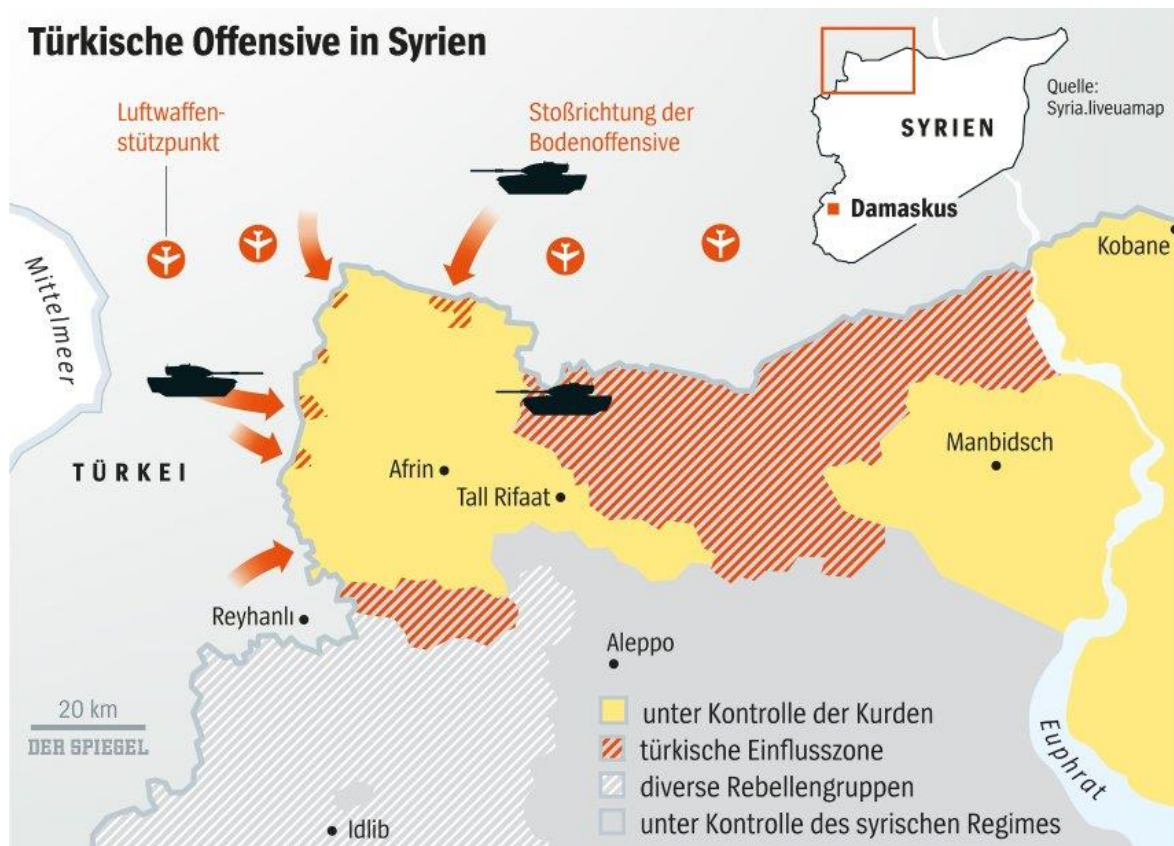 Türkische Offensive in Syrien
Luftwaffen-
stützpunkt
Stoßrichtung der
Bodenoffensive
Quelle:
Syria.liveuamap
SYRIEN
Damaskus
Kobane
Mittelmeer
TÜRKEI
Afrin
Tall Rifaat
Manbidsch
Reyhanlı
Aleppo
20 km
DER SPIEGEL
Idlib
unter Kontrolle der Kurden
türkische Einflusszone
diverse Rebellengruppen
unter Kontrolle des syrischen Regimes
Euphrat